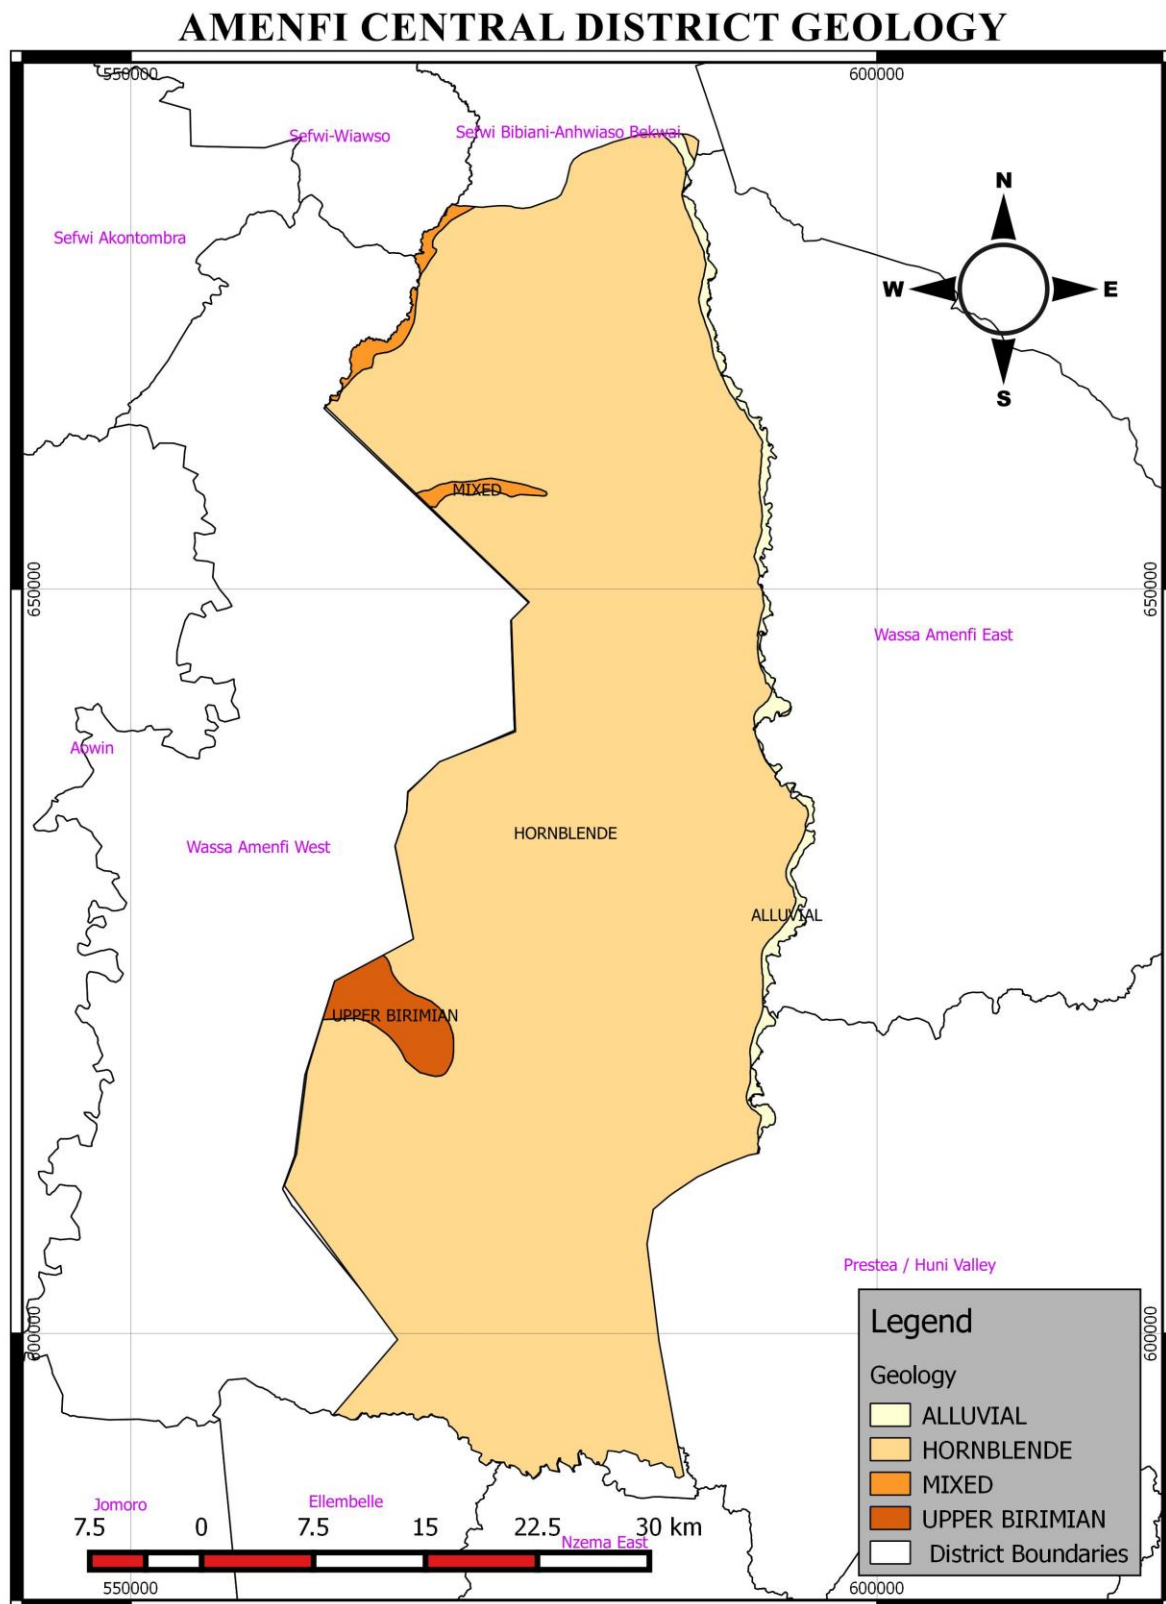 AMENFI CENTRAL DISTRICT GEOLOGY
550000
600000
Sefwi-Wiawso
Sefwi Bibiani-Anhwiaso Bekwai
N
Sefwi Akontombra
W
E
S
MIXED
650000
650000
Wassa Amenfi East
Aowin
HORNBLENDE
Wassa Amenfi West
ALLUVIAL
UPPER BIRIMIAN
Prestea / Huni Valley
600000
600000
Legend
Geology
ALLUVIAL
HORNBLENDE
MIXED
UPPER BIRIMIAN
District Boundaries
Jomoro
Ellembelle
Nzema East
7.5 0 7.5 15 22.5 30 km
550000
600000